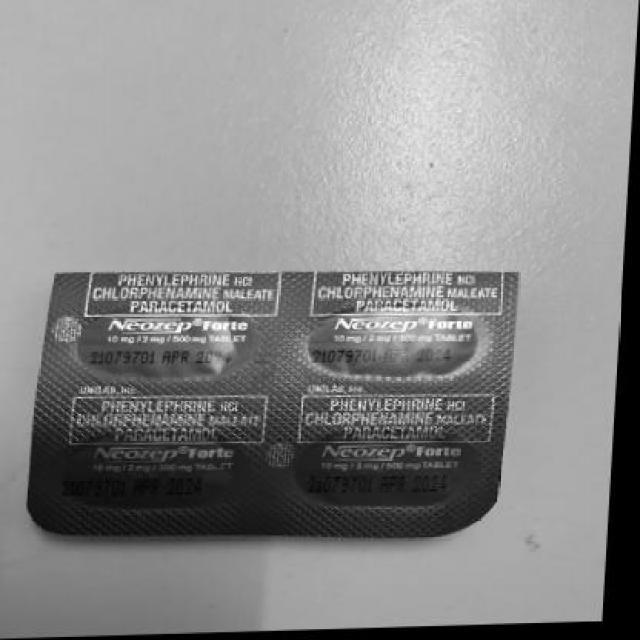 PHENYLEPHRINE HCl
CHLORPHENAMINE MALEATE
PARACETAMOL
Neozep® Forte
10 mg / 2 mg / 500 mg TABLET
21079701 APR 2024
PHENYLEPHRINE HCl
CHLORPHENAMINE MALEATE
PARACETAMOL
Neozep® Forte
10 mg / 2 mg / 500 mg TABLET
21079701 APR 2024
UNILAB, Inc.
PHENYLEPHRINE HCl
CHLORPHENAMINE MALEATE
PARACETAMOL
Neozep® Forte
10 mg / 2 mg / 500 mg TABLET
21079701 APR 2024
UNILAB, Inc.
PHENYLEPHRINE HCl
CHLORPHENAMINE MALEATE
PARACETAMOL
Neozep® Forte
10 mg / 2 mg / 500 mg TABLET
21079701 APR 2024